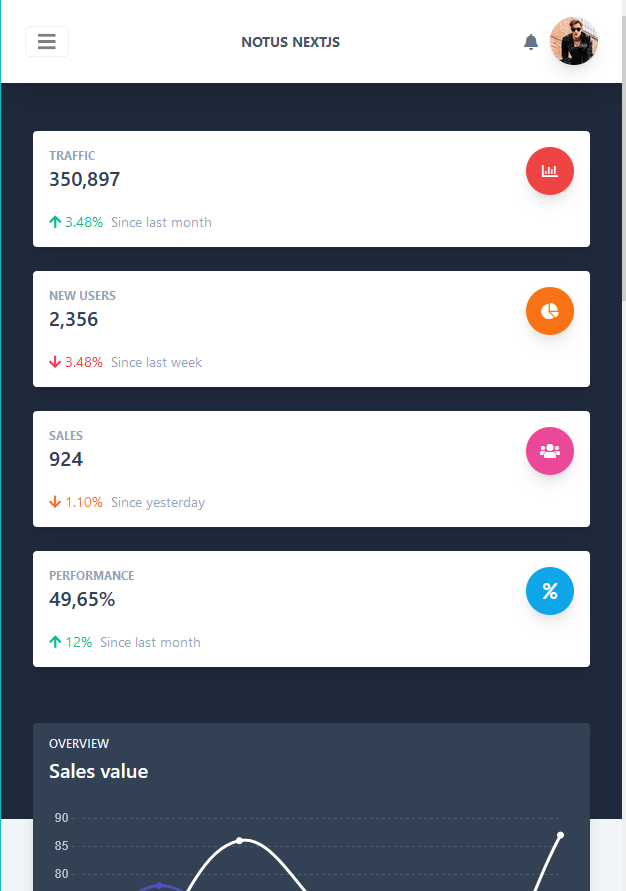 NOTUS NEXTJS
TRAFFIC
350,897
3.48% Since last month
NEW USERS
2,356
3.48% Since last week
SALES
924
1.10% Since yesterday
PERFORMANCE
49,65%
12% Since last month
OVERVIEW
Sales value
90
85
80